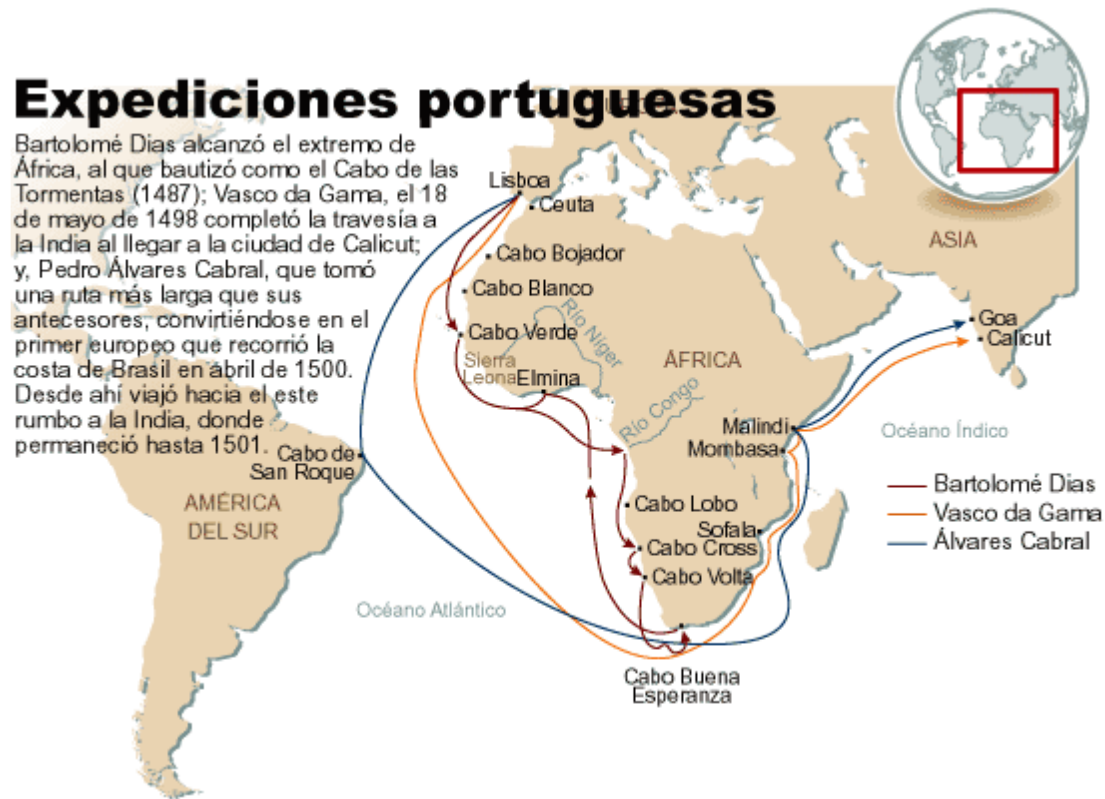 Expediciones portuguesas
Bartolomé Dias alcanzó el extremo de
África, al que bautizó como el Cabo de las
Tormentas (1487); Vasco da Gama, el 18
de mayo de 1498 completó la travesía a
la India al llegar a la ciudad de Calicut;
y, Pedro Álvares Cabral, que tomó
una ruta más larga que sus
antecesores, convirtiéndose en el
primer europeo que recorrió la
costa de Brasil en abril de 1500.
Desde ahí viajó hacia el este
rumbo a la India, donde
permaneció hasta 1501.
Lisboa
Ceuta
Cabo Bojador
Cabo Blanco
Cabo Verde
Río Níger
Sierra
Leona
Elmina
ÁFRICA
Río Congo
ASIA
Goa
Calicut
Malindi
Mombasa
Océano Índico
Cabo de
San Roque
AMÉRICA
DEL SUR
Cabo Lobo
Sofala
Cabo Cross
Cabo Volta
Océano Atlántico
Cabo Buena
Esperanza
Bartolomé Dias
Vasco da Gama
Álvares Cabral